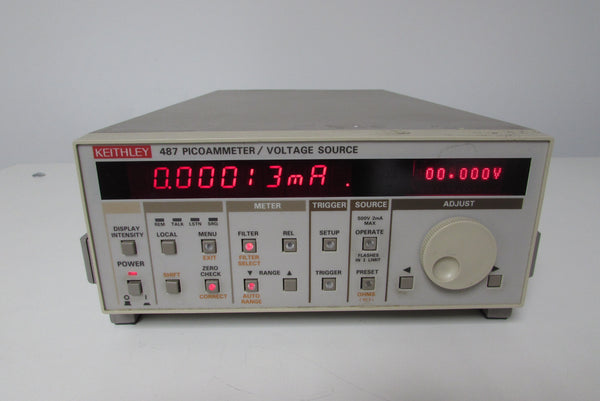 KEITHLEY 487 PICOAMMETER / VOLTAGE SOURCE
0.00013mA .
00.000V
METER TRIGGER SOURCE ADJUST
REM TALK LSTN SRQ
500V 2mA
MAX
DISPLAY
INTENSITY
LOCAL MENU FILTER REL SETUP OPERATE
EXIT
FILTER
SELECT
FLASHES
IN I LIMIT
POWER
SHIFT
ZERO
CHECK
▼ RANGE ▲
TRIGGER PRESET
O I
CORRECT
AUTO
RANGE
OHMS